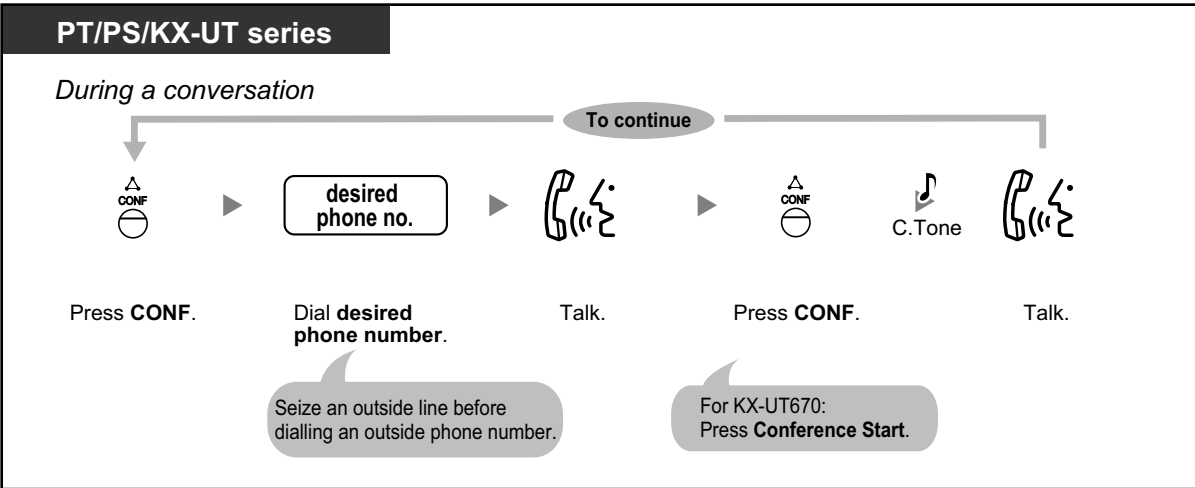 PT/PS/KX-UT series
During a conversation
To continue
CONF
desired
phone no.
CONF
C.Tone
Press CONF.
Dial desired
phone number.
Talk.
Press CONF.
Talk.
Seize an outside line before
dialling an outside phone number.
For KX-UT670:
Press Conference Start.